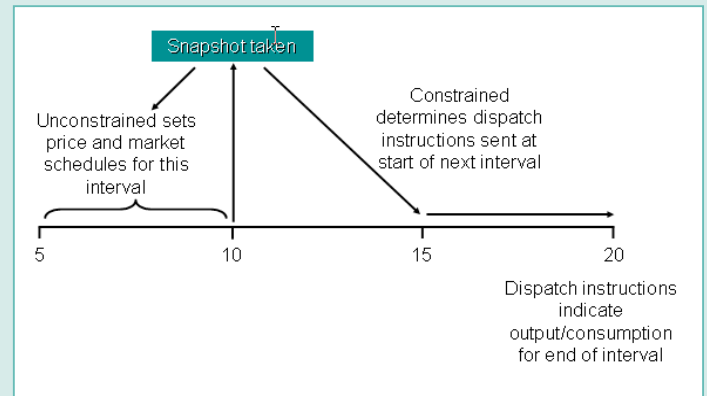 Snapshot taken
Unconstrained sets
price and market
schedules for this
interval
Constrained
determines dispatch
instructions sent at
start of next interval
5
10
15
20
Dispatch instructions
indicate
output/consumption
for end of interval